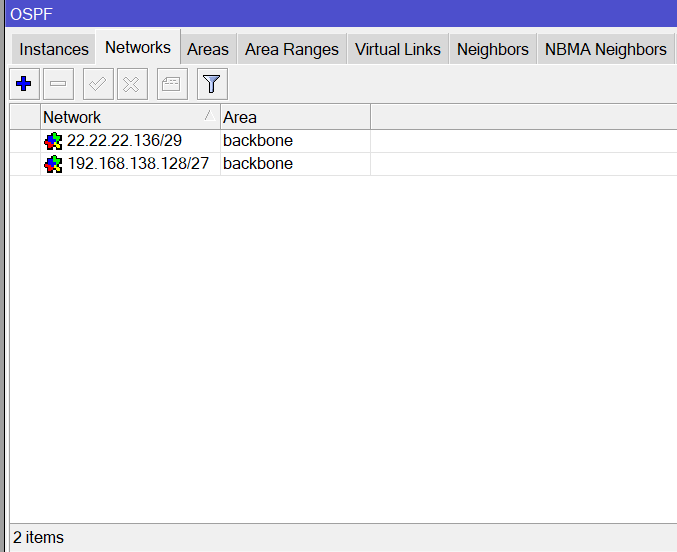 OSPF
Instances Networks Areas Area Ranges Virtual Links Neighbors NBMA Neighbors
Network Area
22.22.22.136/29 backbone
192.168.138.128/27 backbone
2 items